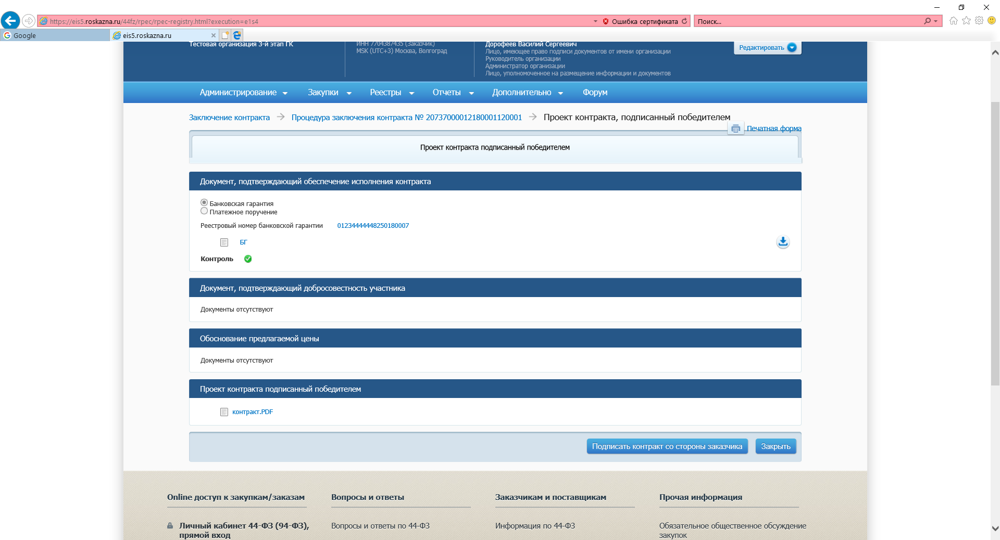 https://eis5.roskazna.ru/44fz/rpec/rpec-registry.html?execution=e1s4
Ошибка сертификата
Поиск...
Google
eis5.roskazna.ru
Тестовая организация 3-й этап ГК
ИНН 7704387435 (Заказчик)
MSK (UTC+3) Москва, Волгоград
Дорофеев Василий Сергеевич
Лицо, имеющее право подписи документов от имени организации
Руководитель организации
Администратор организации
Лицо, уполномоченное на размещение информации и документов
Редактировать
Администрирование
Закупки
Реестры
Отчеты
Дополнительно
Форум
Заключение контракта
Процедура заключения контракта № 20737000012180001120001
Проект контракта, подписанный победителем
Печатная форма
Проект контракта подписанный победителем
Документ, подтверждающий обеспечение исполнения контракта
Банковская гарантия
Платежное поручение
Реестровый номер банковской гарантии 01234444448250180007
БГ
Контроль
Документ, подтверждающий добросовестность участника
Документы отсутствуют
Обоснование предлагаемой цены
Документы отсутствуют
Проект контракта подписанный победителем
контракт.PDF
Подписать контракт со стороны заказчика
Закрыть
Online доступ к закупкам/заказам
Вопросы и ответы
Заказчикам и поставщикам
Прочая информация
Личный кабинет 44-ФЗ (94-ФЗ),
прямой вход
Вопросы и ответы по 44-ФЗ
Информация по 44-ФЗ
Обязательное общественное обсуждение
закупок